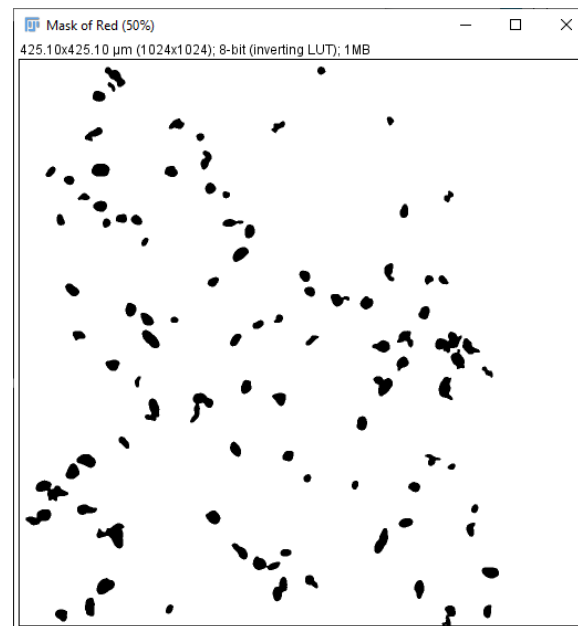 Mask of Red (50%)
425.10x425.10 µm (1024x1024); 8-bit (inverting LUT); 1MB